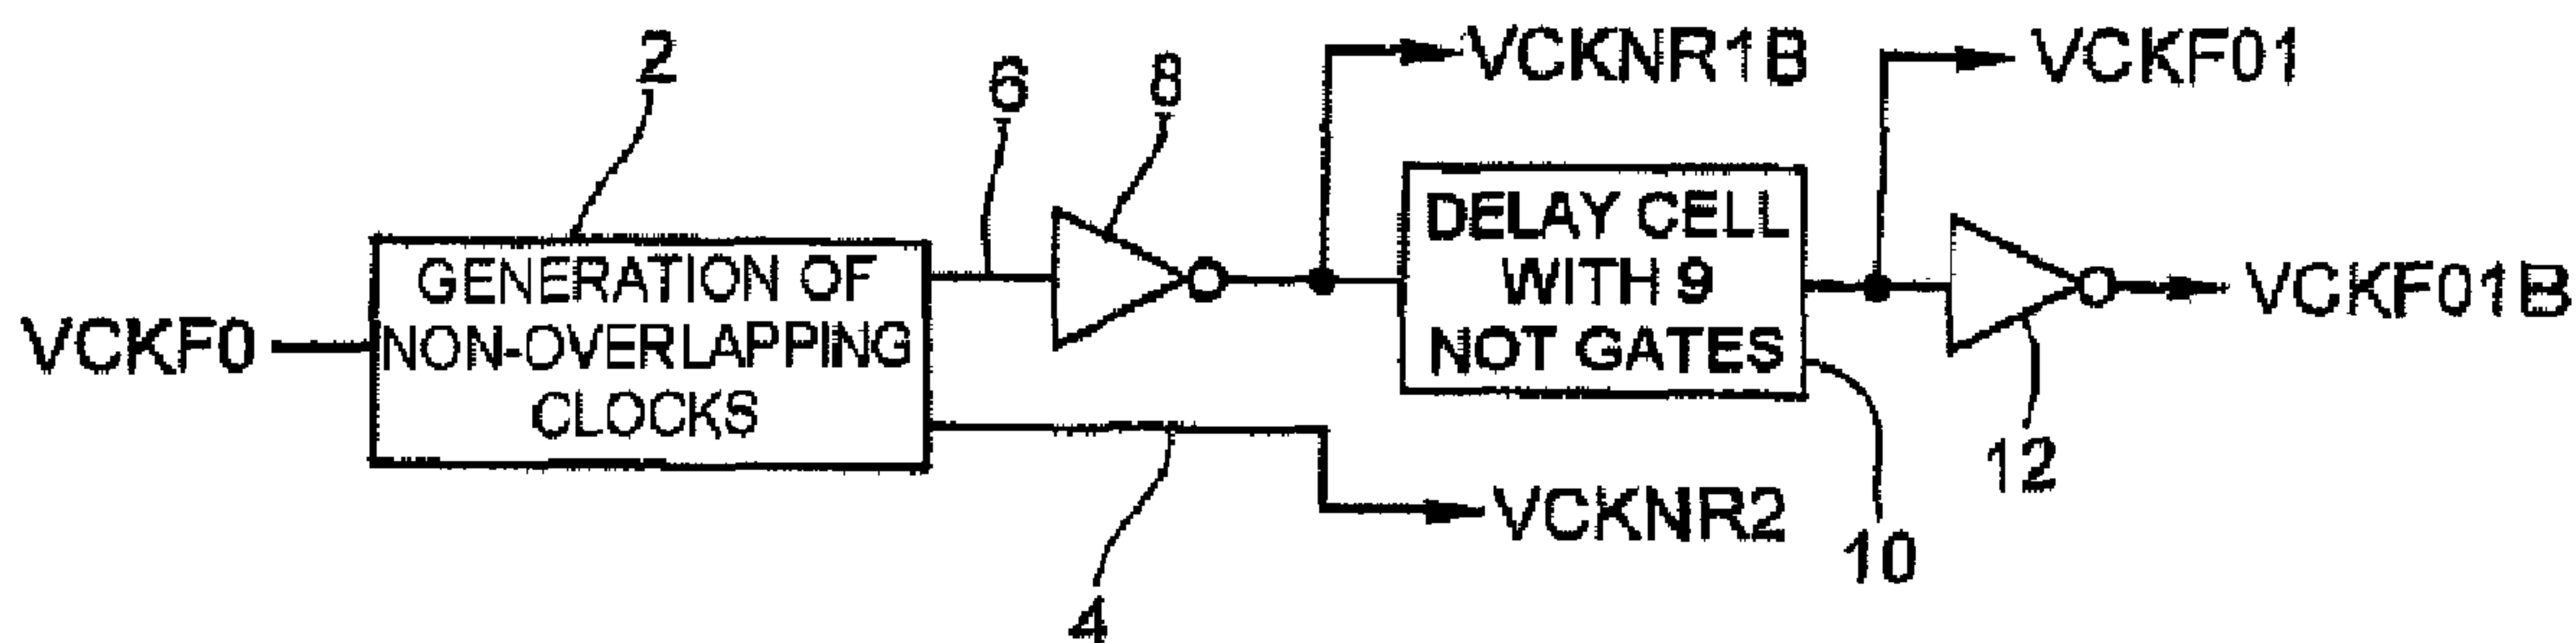 2
6
8
VCKNR1B
VCKF01
VCKF0
GENERATION OF
NON-OVERLAPPING
CLOCKS
DELAY CELL
WITH 9
NOT GATES
VCKF01B
12
VCKNR2
10
4